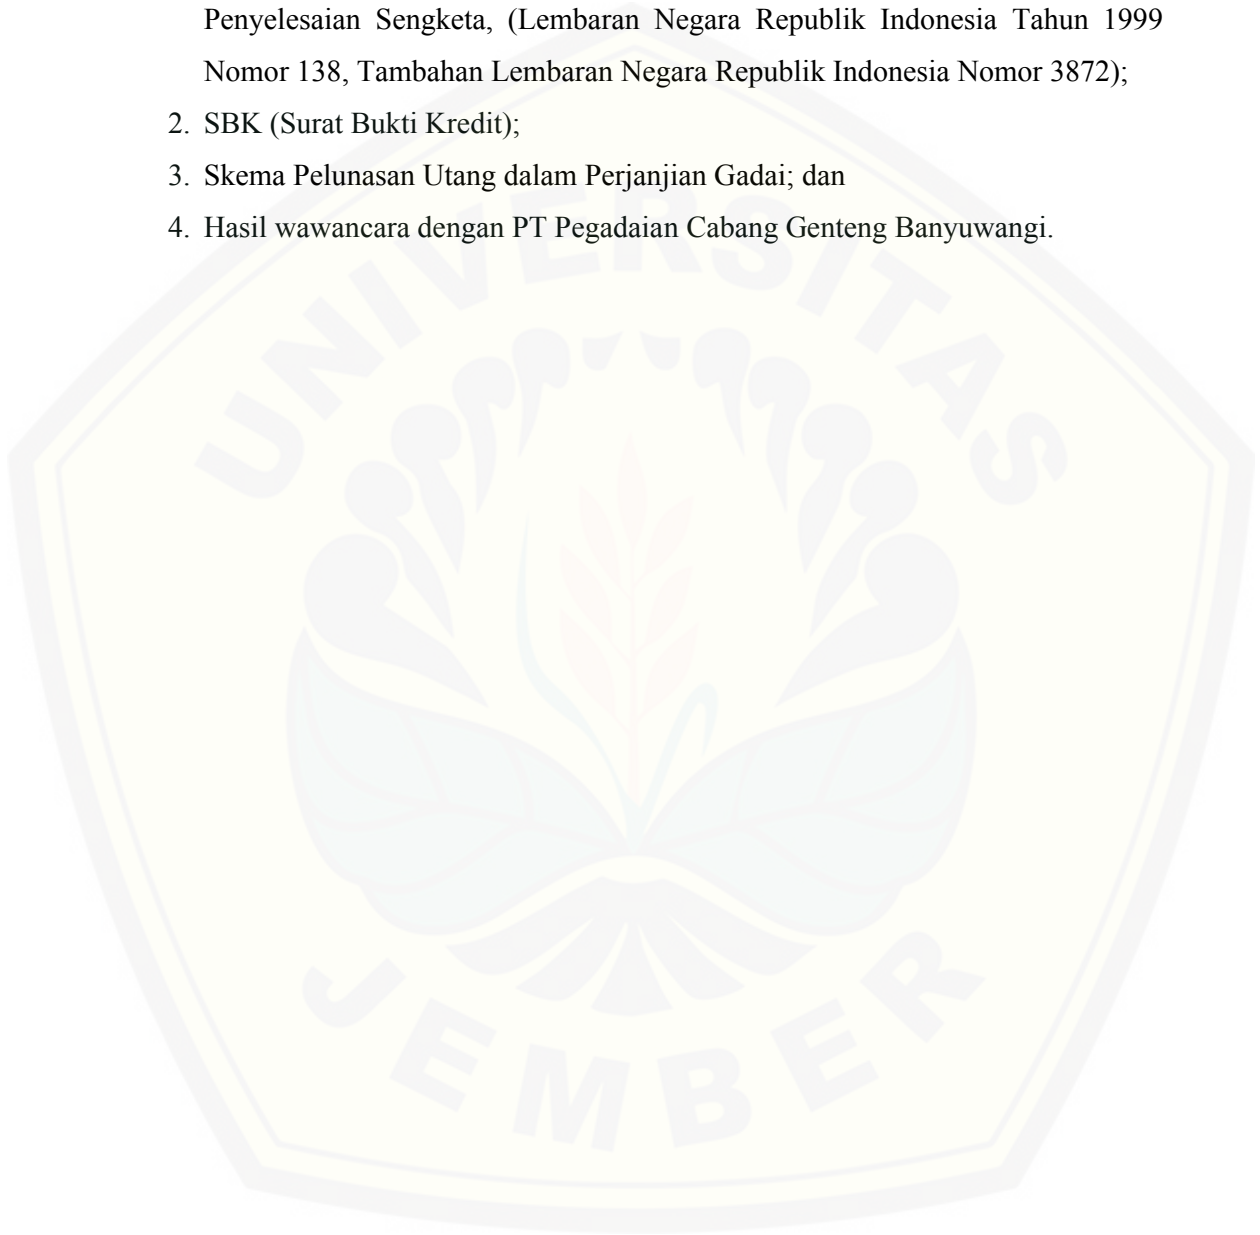 Penyelesaian Sengketa, (Lembaran Negara Republik Indonesia Tahun 1999
Nomor 138, Tambahan Lembaran Negara Republik Indonesia Nomor 3872);
2. SBK (Surat Bukti Kredit);
3. Skema Pelunasan Utang dalam Perjanjian Gadai; dan
4. Hasil wawancara dengan PT Pegadaian Cabang Genteng Banyuwangi.
UNIVERSITAS
JEMBER